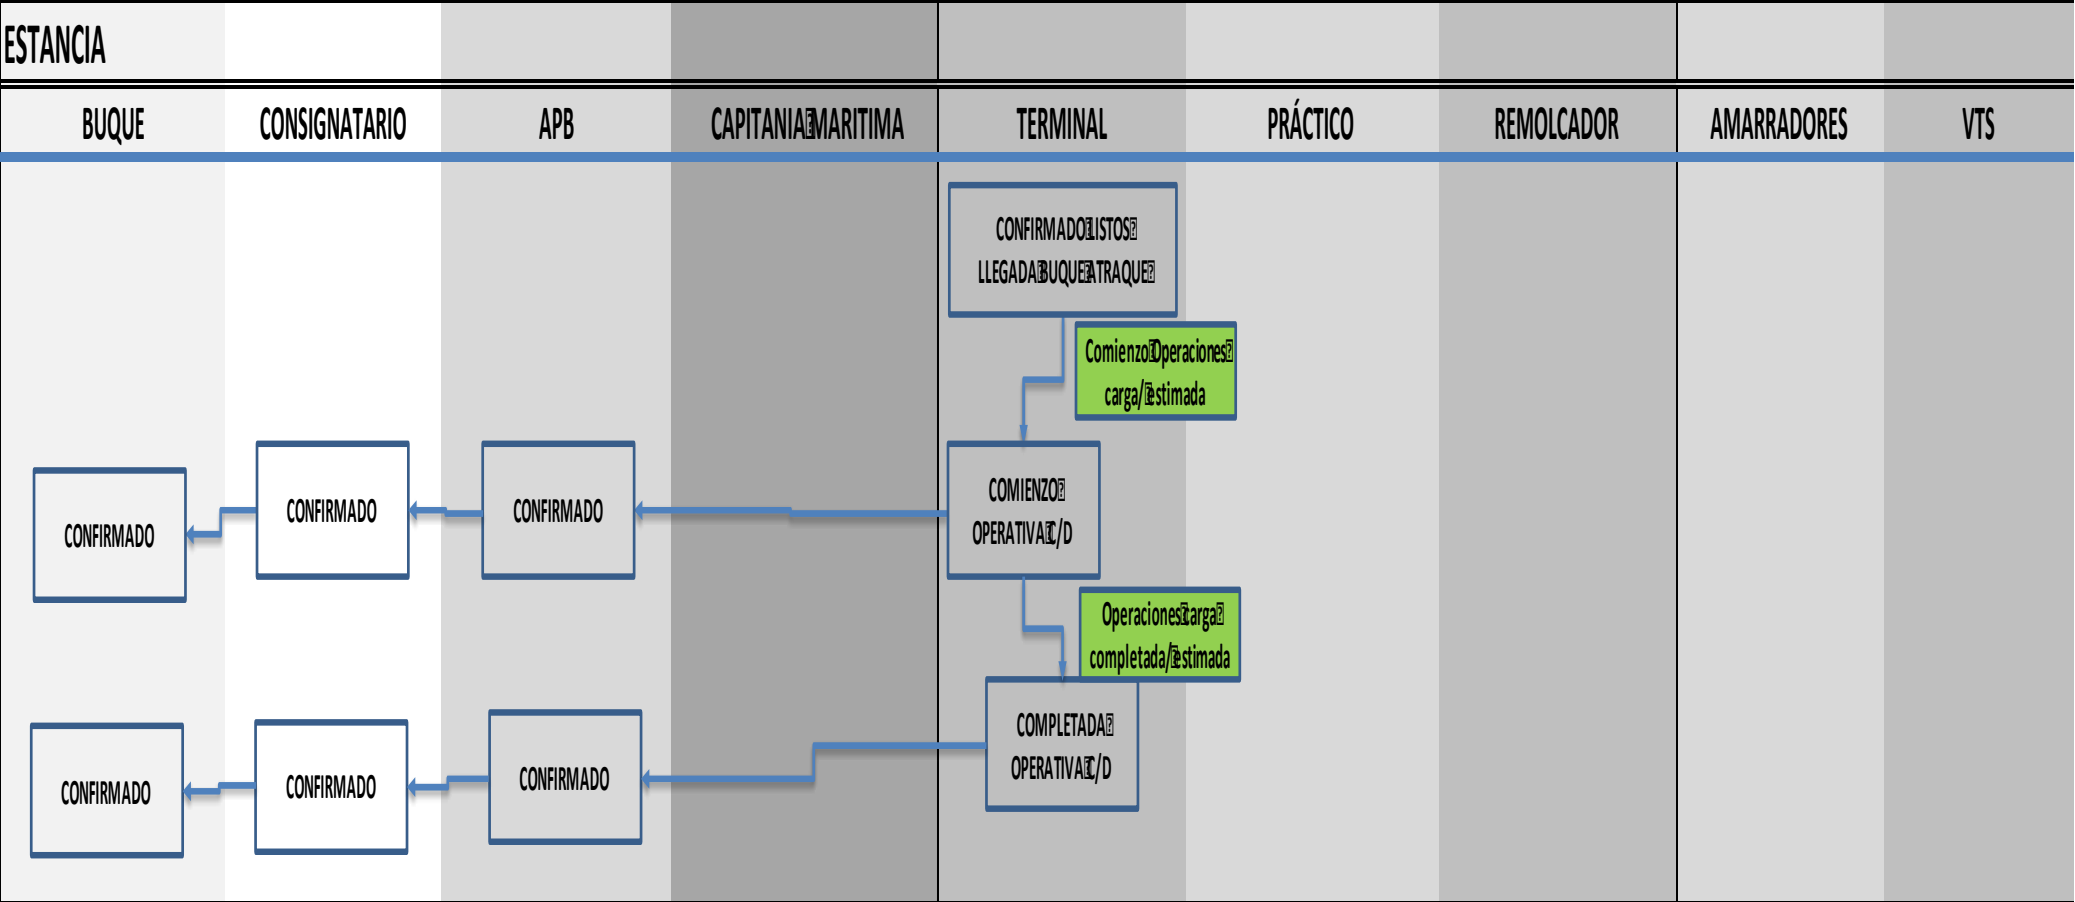 ESTANCIA
BUQUE
CONSIGNATARIO
APB
CAPITANIA MARITIMA
TERMINAL
PRÁCTICO
REMOLCADOR
AMARRADORES
VTS
CONFIRMADO LISTOS
LLEGADA BUQUE ATRAQUE
Comienzo Operaciones
carga/ estimada
CONFIRMADO
CONFIRMADO
CONFIRMADO
COMIENZO
OPERATIVA C/D
Operaciones carga
completada/ estimada
CONFIRMADO
CONFIRMADO
CONFIRMADO
COMPLETADA
OPERATIVA C/D